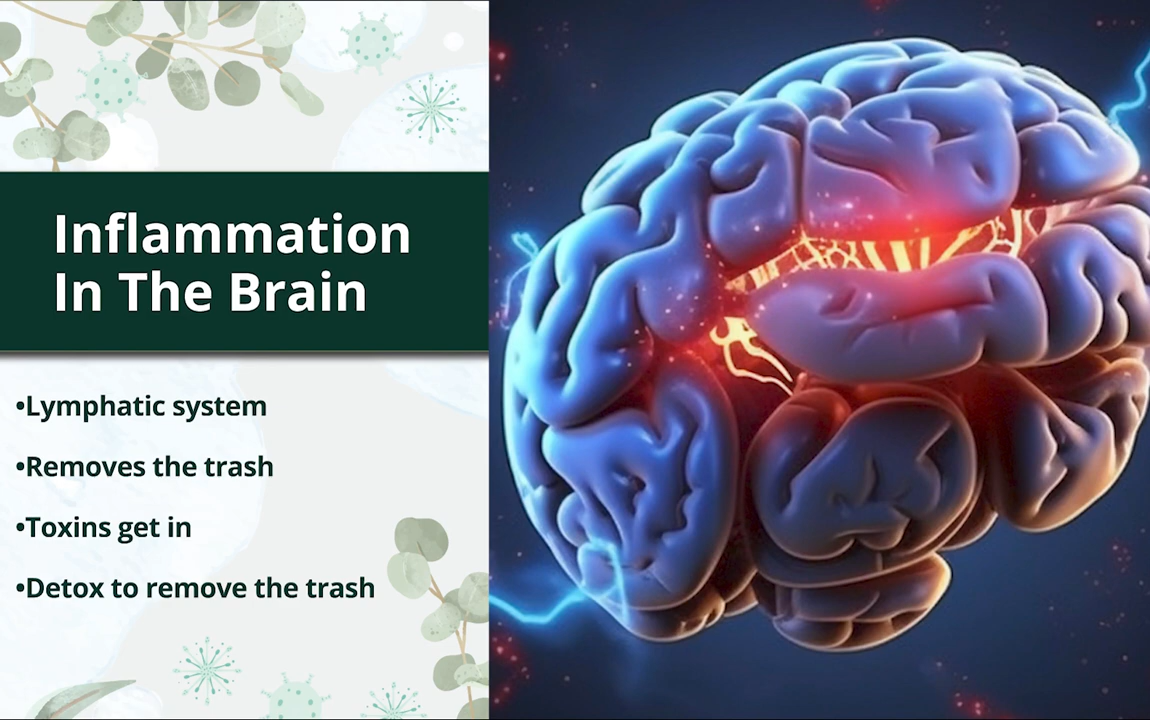 Inflammation
In The Brain
•Lymphatic system
•Removes the trash
•Toxins get in
•Detox to remove the trash